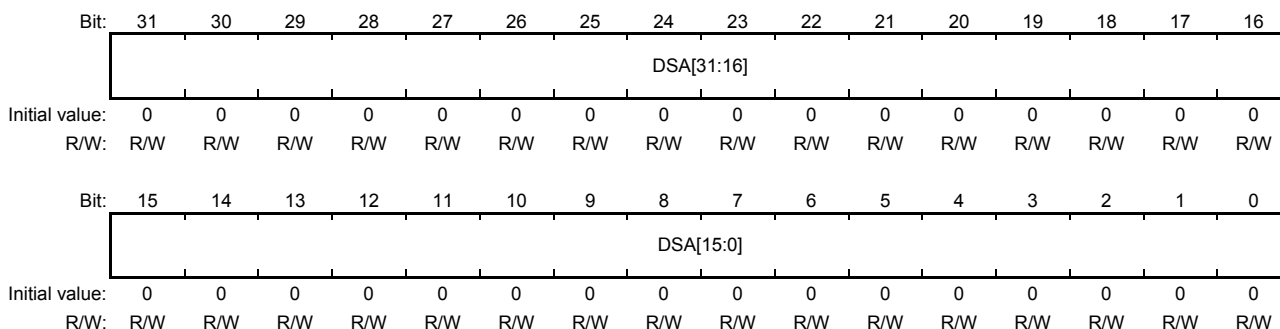 Bit: 31 30 29 28 27 26 25 24 23 22 21 20 19 18 17 16
DSA[31:16]
Initial value: 0 0 0 0 0 0 0 0 0 0 0 0 0 0 0 0
R/W: R/W R/W R/W R/W R/W R/W R/W R/W R/W R/W R/W R/W R/W R/W R/W R/W
Bit: 15 14 13 12 11 10 9 8 7 6 5 4 3 2 1 0
DSA[15:0]
Initial value: 0 0 0 0 0 0 0 0 0 0 0 0 0 0 0 0
R/W: R/W R/W R/W R/W R/W R/W R/W R/W R/W R/W R/W R/W R/W R/W R/W R/W